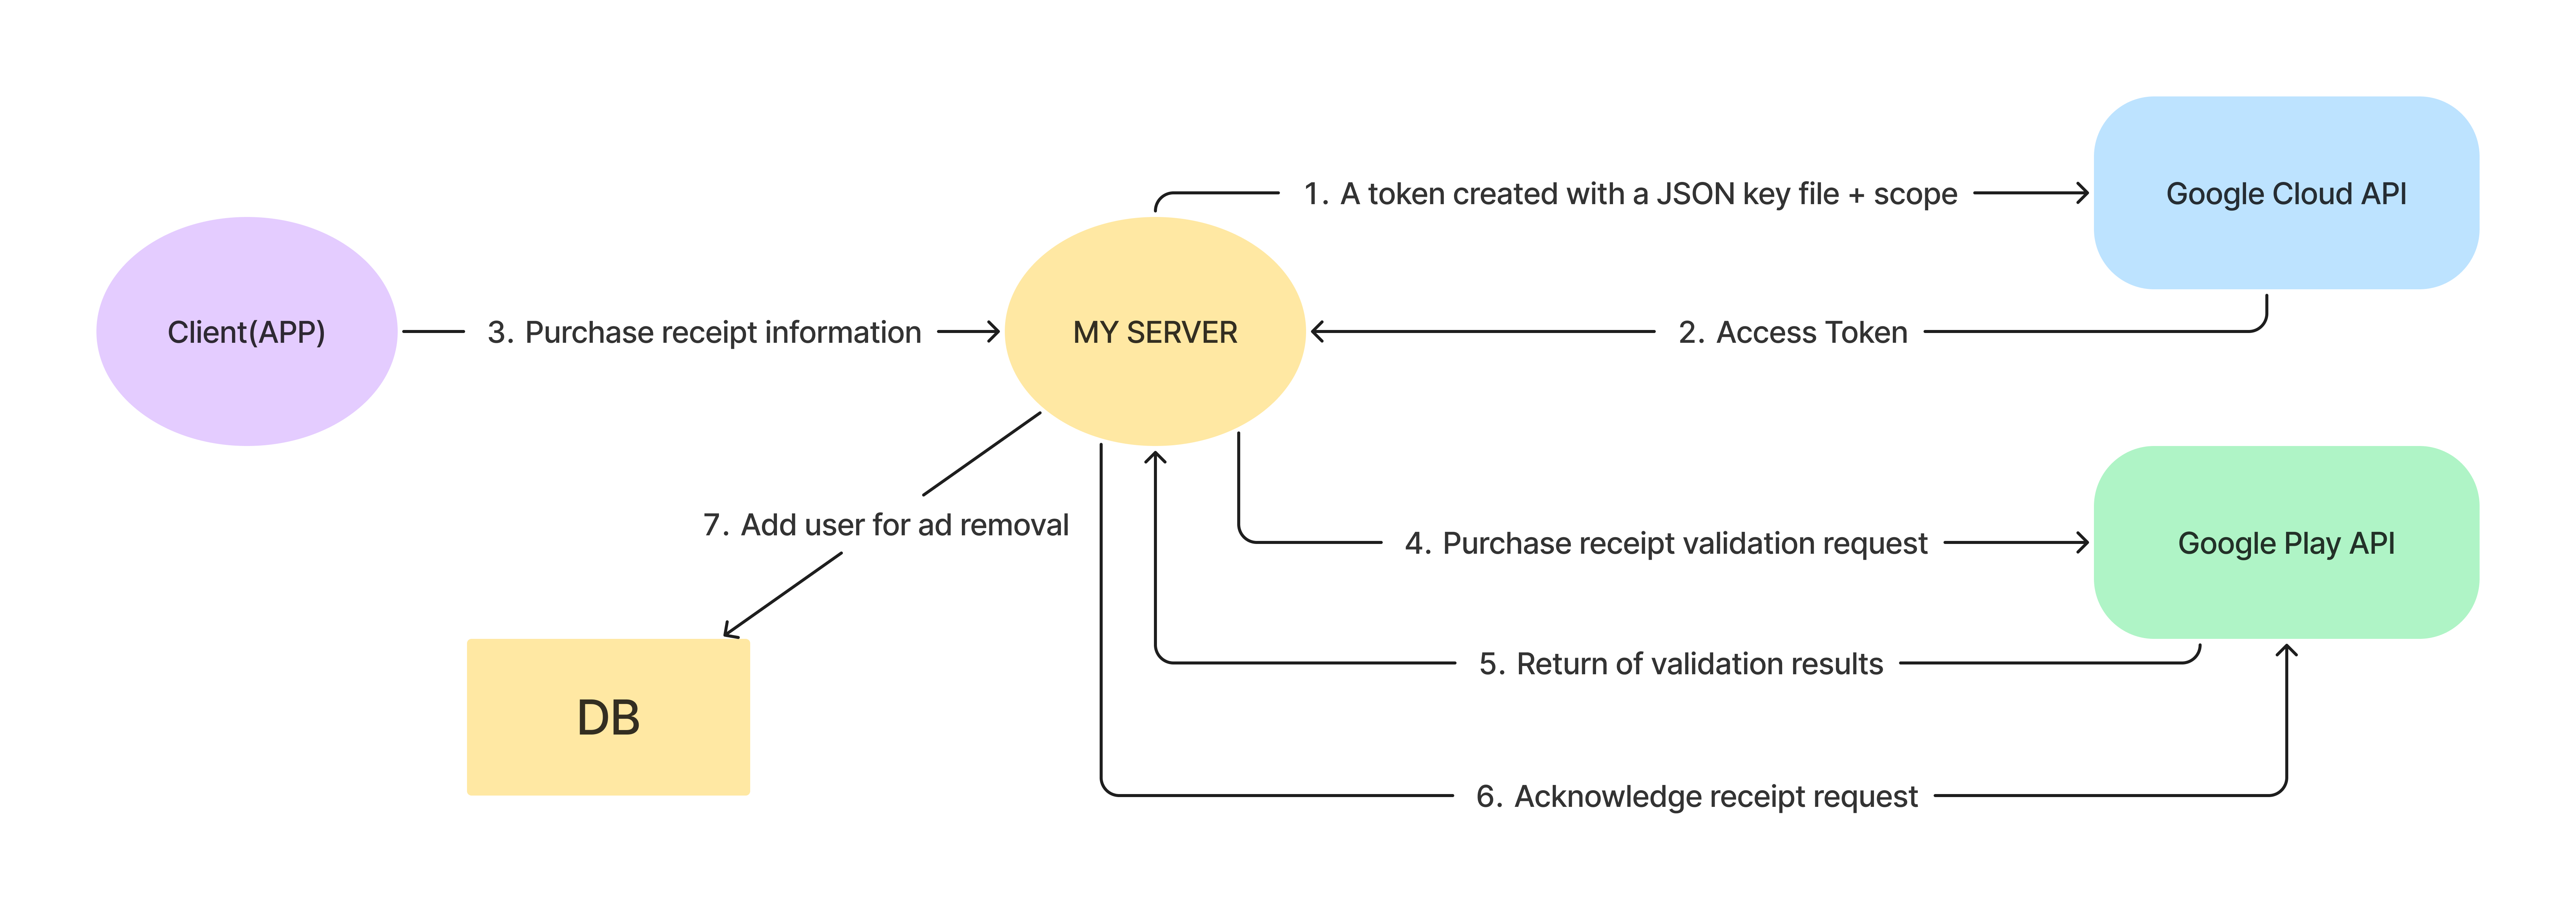 1. A token created with a JSON key file + scope
Google Cloud API
Client(APP)
3. Purchase receipt information
MY SERVER
2. Access Token
7. Add user for ad removal
4. Purchase receipt validation request
Google Play API
5. Return of validation results
DB
6. Acknowledge receipt request